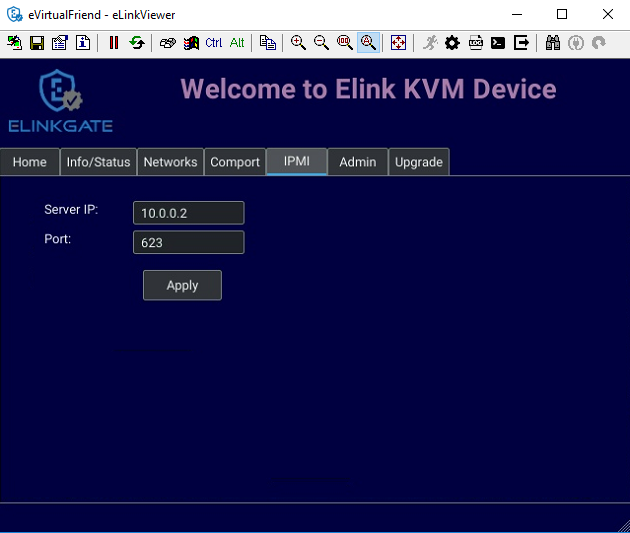 eVirtualFriend - eLinkViewer
Ctrl Alt
Welcome to Elink KVM Device
ELINKGATE
Home Info/Status Networks Comport IPMI Admin Upgrade
Server IP: 10.0.0.2
Port: 623
Apply